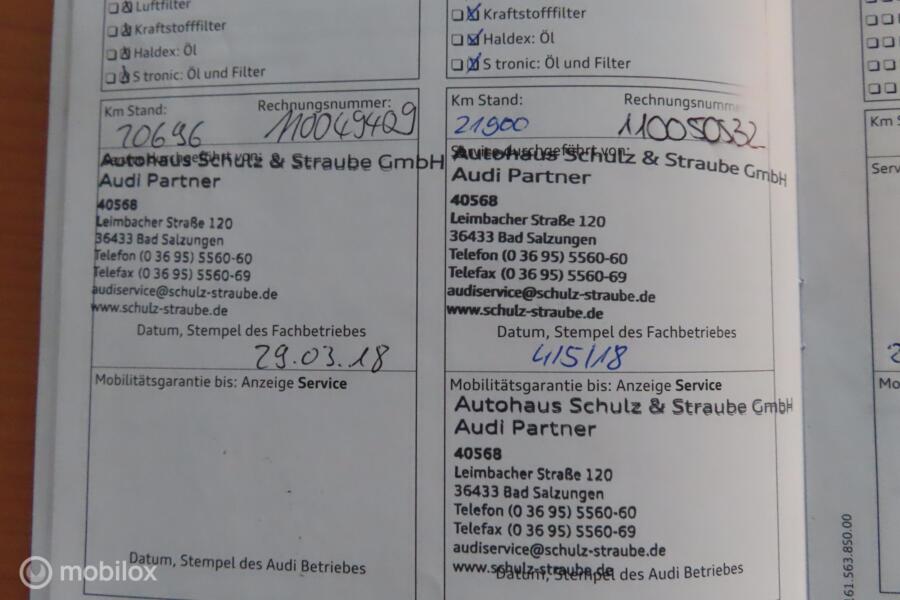 Luftfilter
Kraftstofffilter
Haldex: Öl
S tronic: Öl und Filter
Km Stand:
Rechnungsnummer:
20696
110049409
Autohaus Schulz & Straube GmbH
Audi Partner
40568
Leimbacher Straße 120
36433 Bad Salzungen
Telefon (0 36 95) 5560-60
Telefax (0 36 95) 5560-69
audiservice@schulz-straube.de
www.schulz-straube.de
Datum, Stempel des Fachbetriebes
29.03.18
Mobilitätsgarantie bis: Anzeige Service
Datum, Stempel des Audi Betriebes
Kraftstofffilter
Haldex: Öl
S tronic: Öl und Filter
Km Stand:
Rechnungsnumm
21900
110050532
Service durchgeführt von:
Autohaus Schulz & Straube GmbH
Audi Partner
40568
Leimbacher Straße 120
36433 Bad Salzungen
Telefon (0 36 95) 5560-60
Telefax (0 36 95) 5560-69
audiservice@schulz-straube.de
www.schulz-straube.de
Datum, Stempel des Fachbetriebes
4/5/18
Mobilitätsgarantie bis: Anzeige Service
Autohaus Schulz & Straube GmbH
Audi Partner
40568
Leimbacher Straße 120
36433 Bad Salzungen
Telefon (0 36 95) 5560-60
Telefax (0 36 95) 5560-69
audiservice@schulz-straube.de
www.schulz-straube.de
Datum, Stempel des Audi Betriebes
161.563.850.00
Km S
Serv
Mo
mobilox